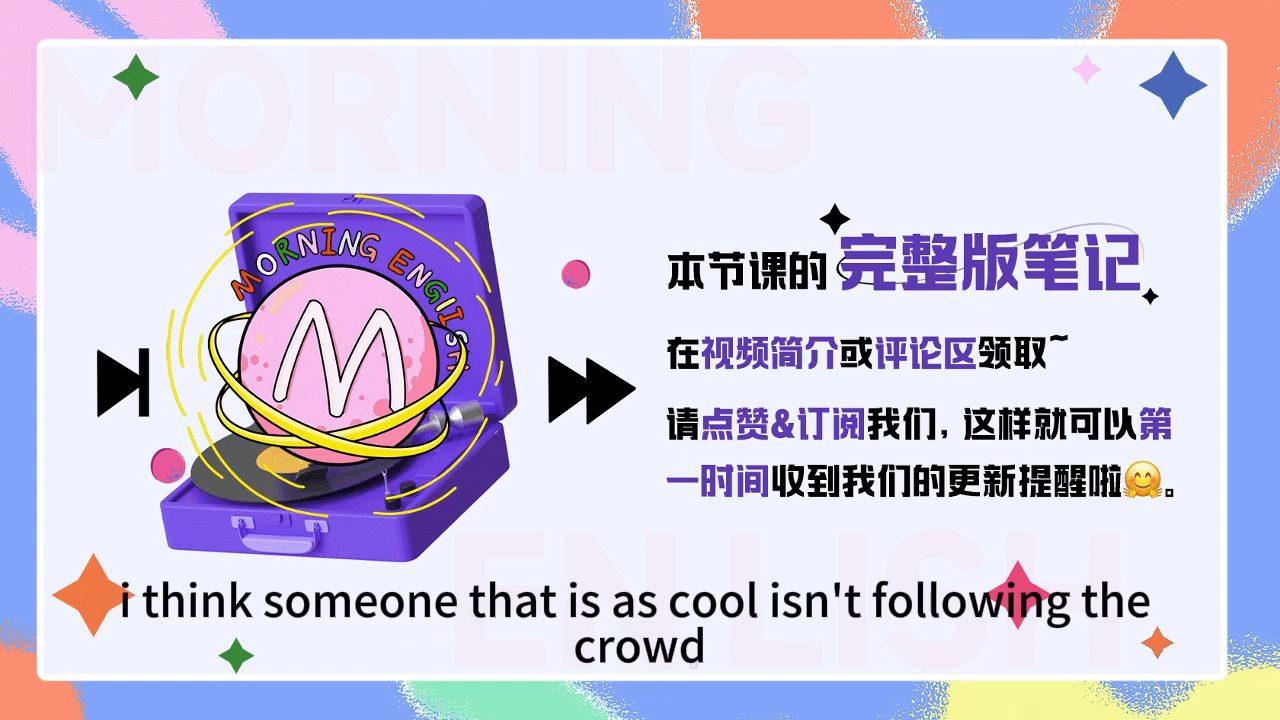 MORNING
MORNING ENGLISH
M
本节课的 完整版笔记
在视频简介或评论区领取~
请点赞&订阅我们, 这样就可以第
一时间收到我们的更新提醒啦🤗。
ENGLISH
i think someone that is as cool isn't following the
crowd